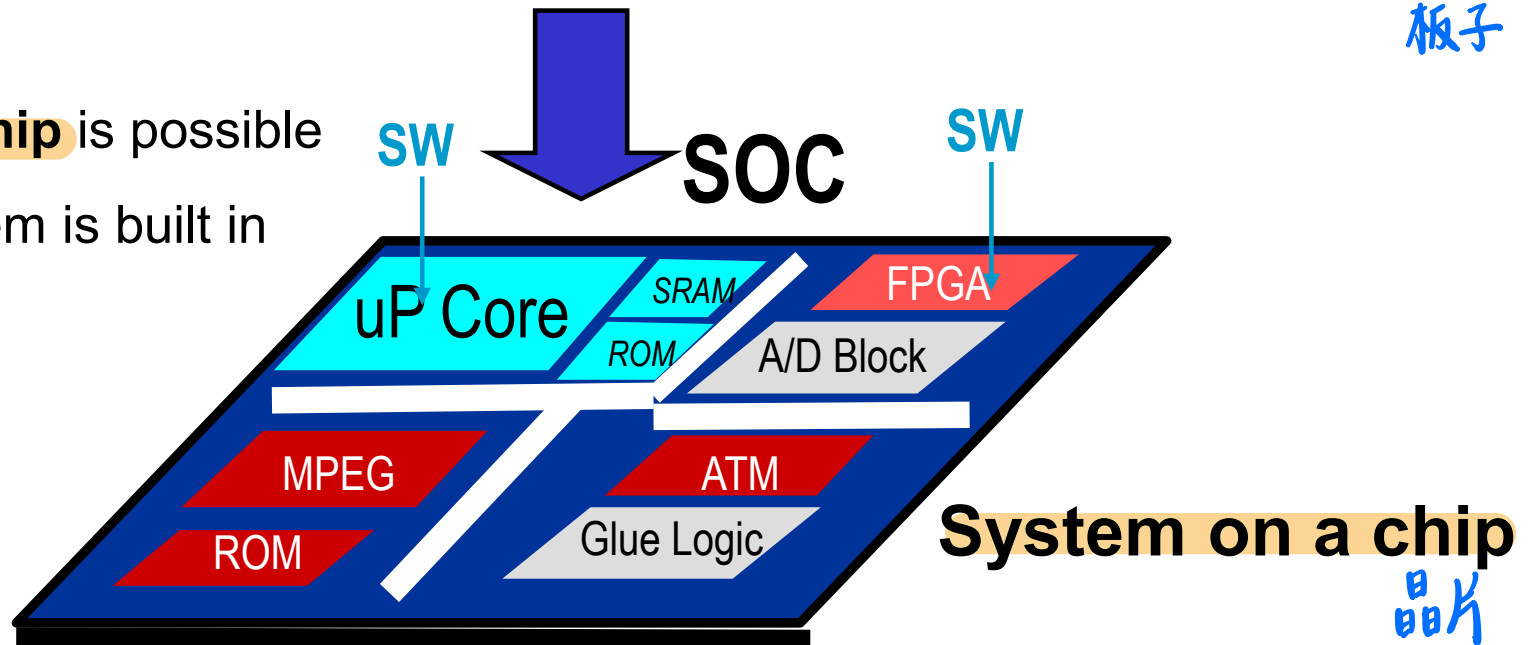 板子
hip is possible
SW
SOC
SW
em is built in
uP Core
SRAM
FPGA
ROM
A/D Block
MPEG
ATM
ROM
Glue Logic
System on a chip
晶片